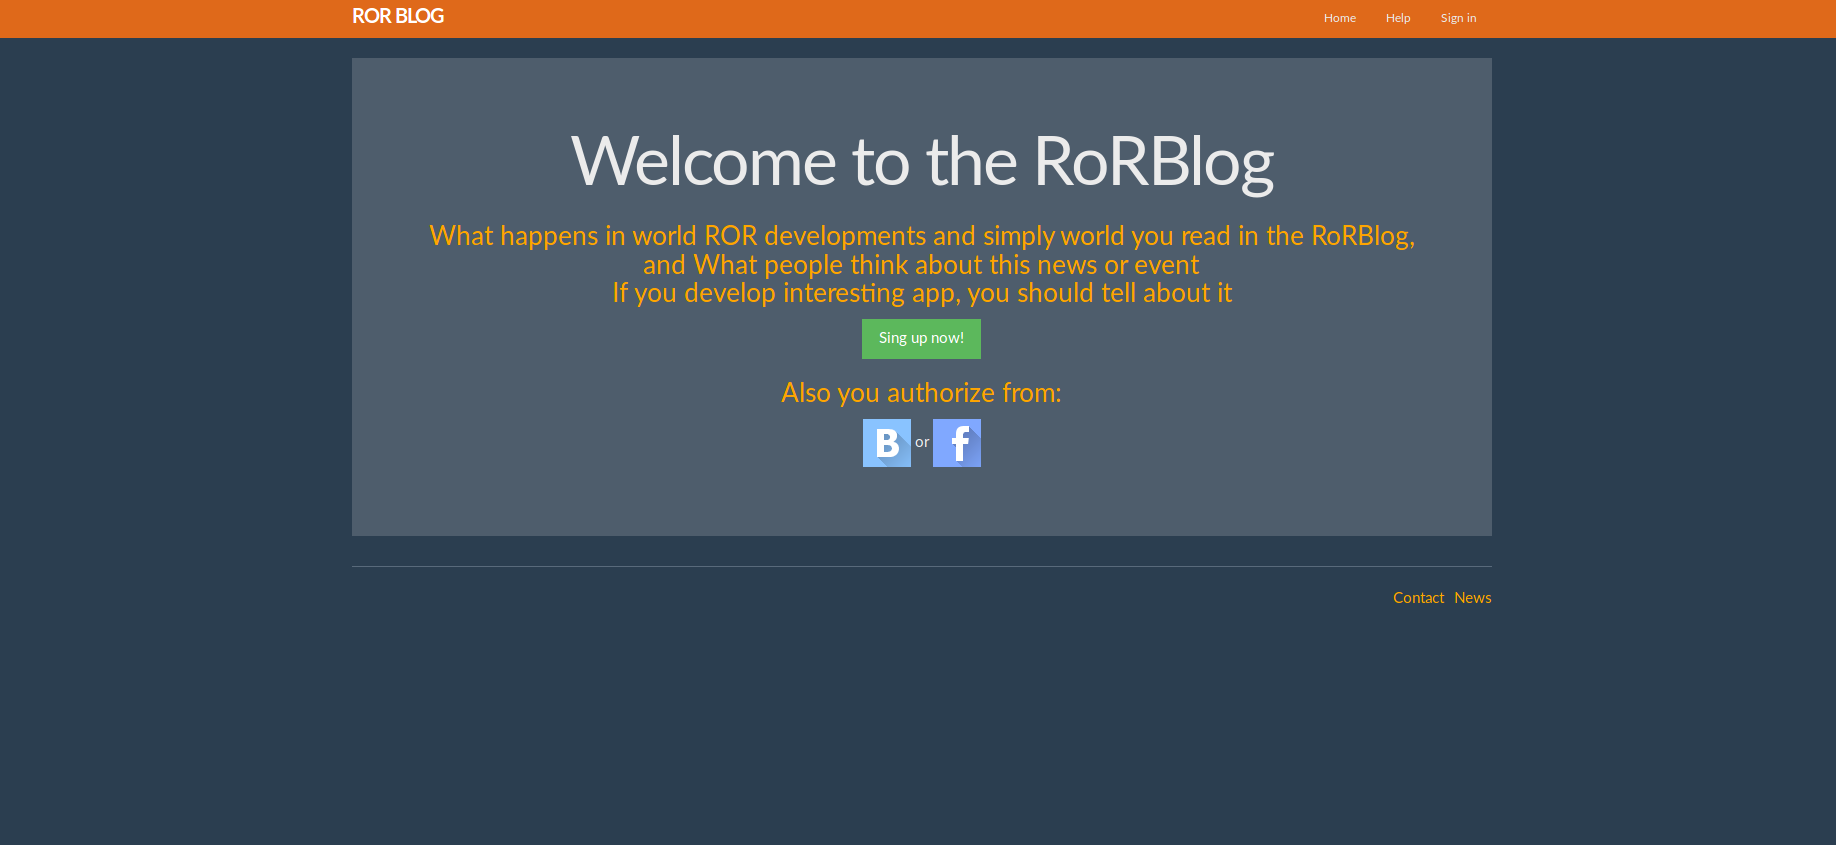 ROR BLOG
Home Help Sign in
Welcome to the RoRBlog
What happens in world ROR developments and simply world you read in the RoRBlog,
and What people think about this news or event
If you develop interesting app, you should tell about it
Sing up now!
Also you authorize from:
B or f
Contact News